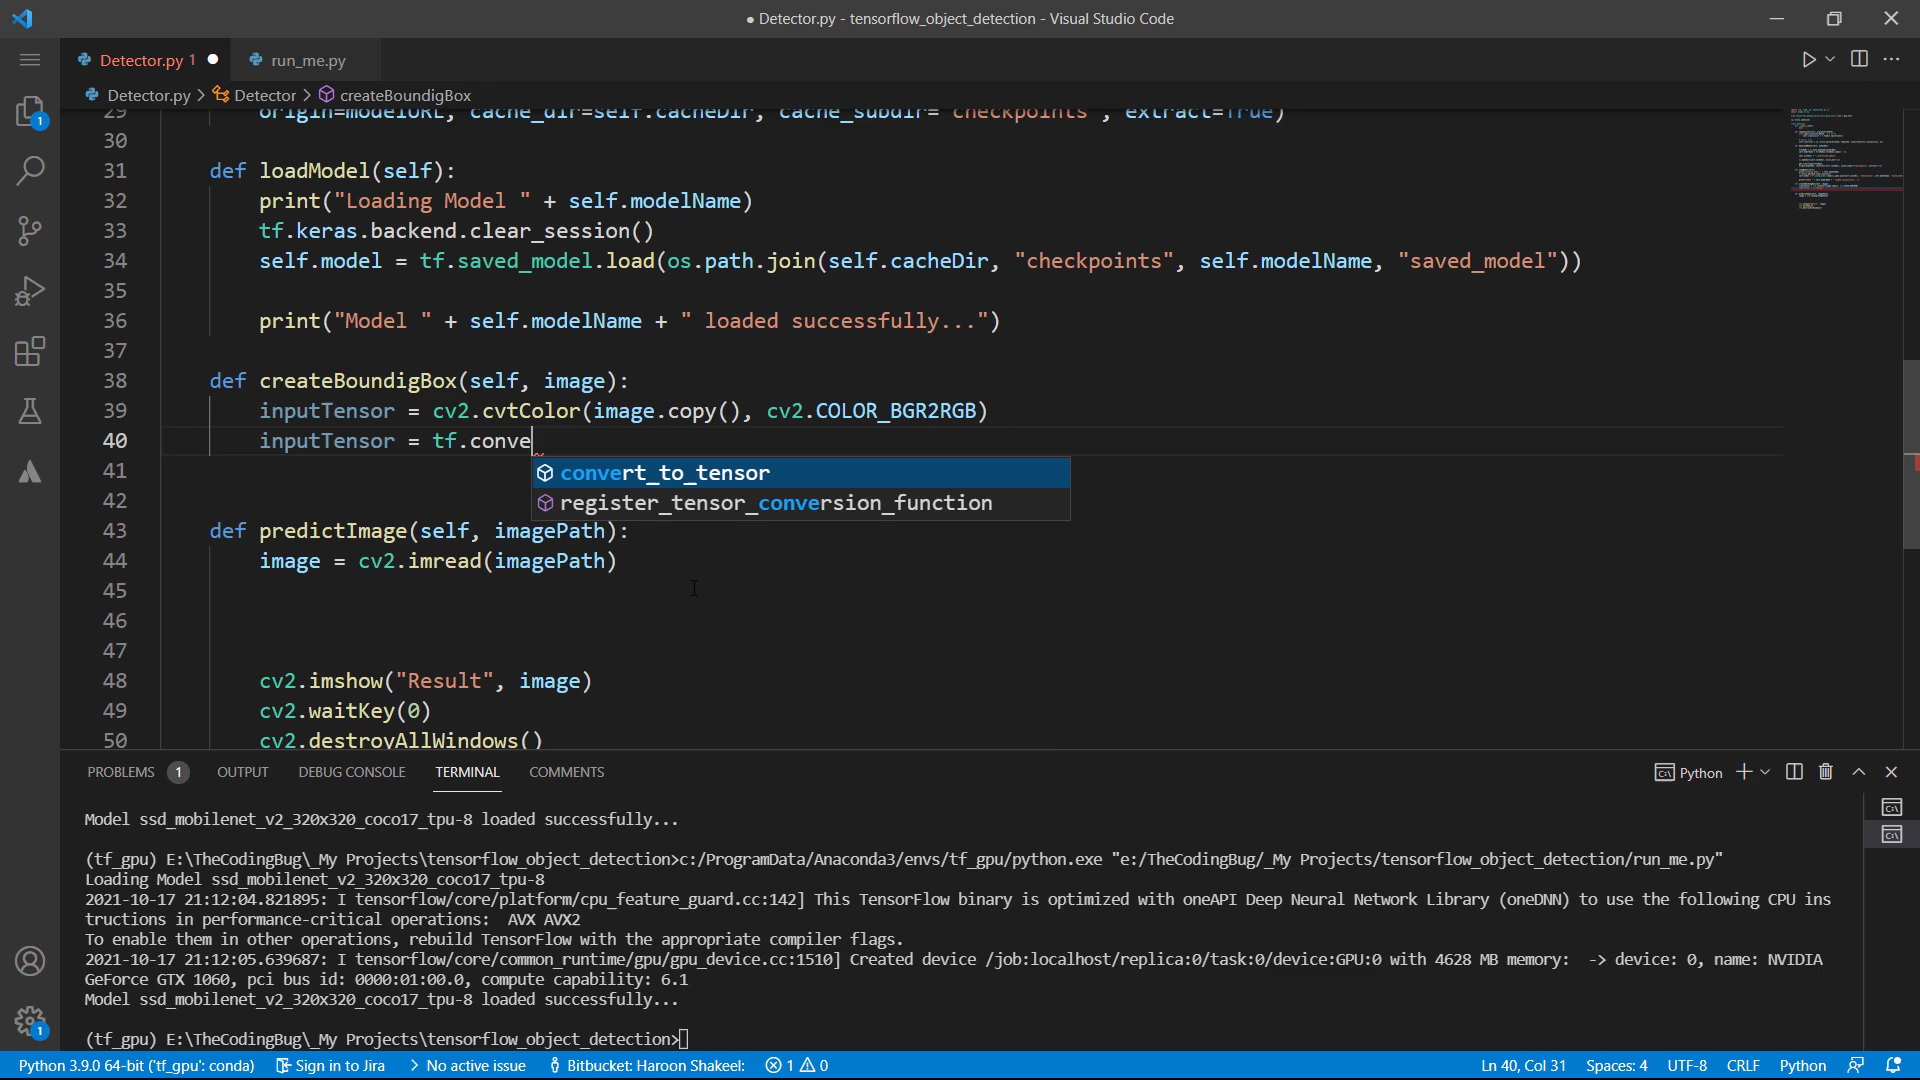 ● Detector.py - tensorflow_object_detection - Visual Studio Code
Detector.py 1 ●
run_me.py
Detector.py > Detector > createBoundigBox
29 origin=modelURL, cache_dir=self.cacheDir, cache_subdir="checkpoints", extract=True)
30
31 def loadModel(self):
32 print("Loading Model " + self.modelName)
33 tf.keras.backend.clear_session()
34 self.model = tf.saved_model.load(os.path.join(self.cacheDir, "checkpoints", self.modelName, "saved_model"))
35
36 print("Model " + self.modelName + " loaded successfully...")
37
38 def createBoundigBox(self, image):
39 inputTensor = cv2.cvtColor(image.copy(), cv2.COLOR_BGR2RGB)
40 inputTensor = tf.conve
41 convert_to_tensor
42 register_tensor_conversion_function
43 def predictImage(self, imagePath):
44 image = cv2.imread(imagePath)
45
46
47
48 cv2.imshow("Result", image)
49 cv2.waitKey(0)
50 cv2.destroyAllWindows()
PROBLEMS 1 OUTPUT DEBUG CONSOLE TERMINAL COMMENTS Python
Model ssd_mobilenet_v2_320x320_coco17_tpu-8 loaded successfully...
(tf_gpu) E:\TheCodingBug\_My Projects\tensorflow_object_detection>c:/ProgramData/Anaconda3/envs/tf_gpu/python.exe "e:/TheCodingBug/_My Projects/tensorflow_object_detection/run_me.py"
Loading Model ssd_mobilenet_v2_320x320_coco17_tpu-8
2021-10-17 21:12:04.821895: I tensorflow/core/platform/cpu_feature_guard.cc:142] This TensorFlow binary is optimized with oneAPI Deep Neural Network Library (oneDNN) to use the following CPU ins
tructions in performance-critical operations:  AVX AVX2
To enable them in other operations, rebuild TensorFlow with the appropriate compiler flags.
2021-10-17 21:12:05.639687: I tensorflow/core/common_runtime/gpu/gpu_device.cc:1510] Created device /job:localhost/replica:0/task:0/device:GPU:0 with 4628 MB memory:  -> device: 0, name: NVIDIA
GeForce GTX 1060, pci bus id: 0000:01:00.0, compute capability: 6.1
Model ssd_mobilenet_v2_320x320_coco17_tpu-8 loaded successfully...
(tf_gpu) E:\TheCodingBug\_My Projects\tensorflow_object_detection>
Python 3.9.0 64-bit ('tf_gpu': conda) Sign in to Jira > No active issue Bitbucket: Haroon Shakeel: 1 0 Ln 40, Col 31 Spaces: 4 UTF-8 CRLF Python